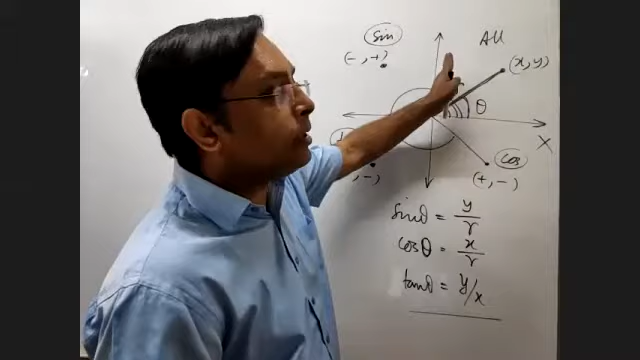 sin
All
(-, +)
(x, y)
θ
X
cos
, -)
(+, -)
sinθ = y/r
cosθ = x/r
tanθ = y/x